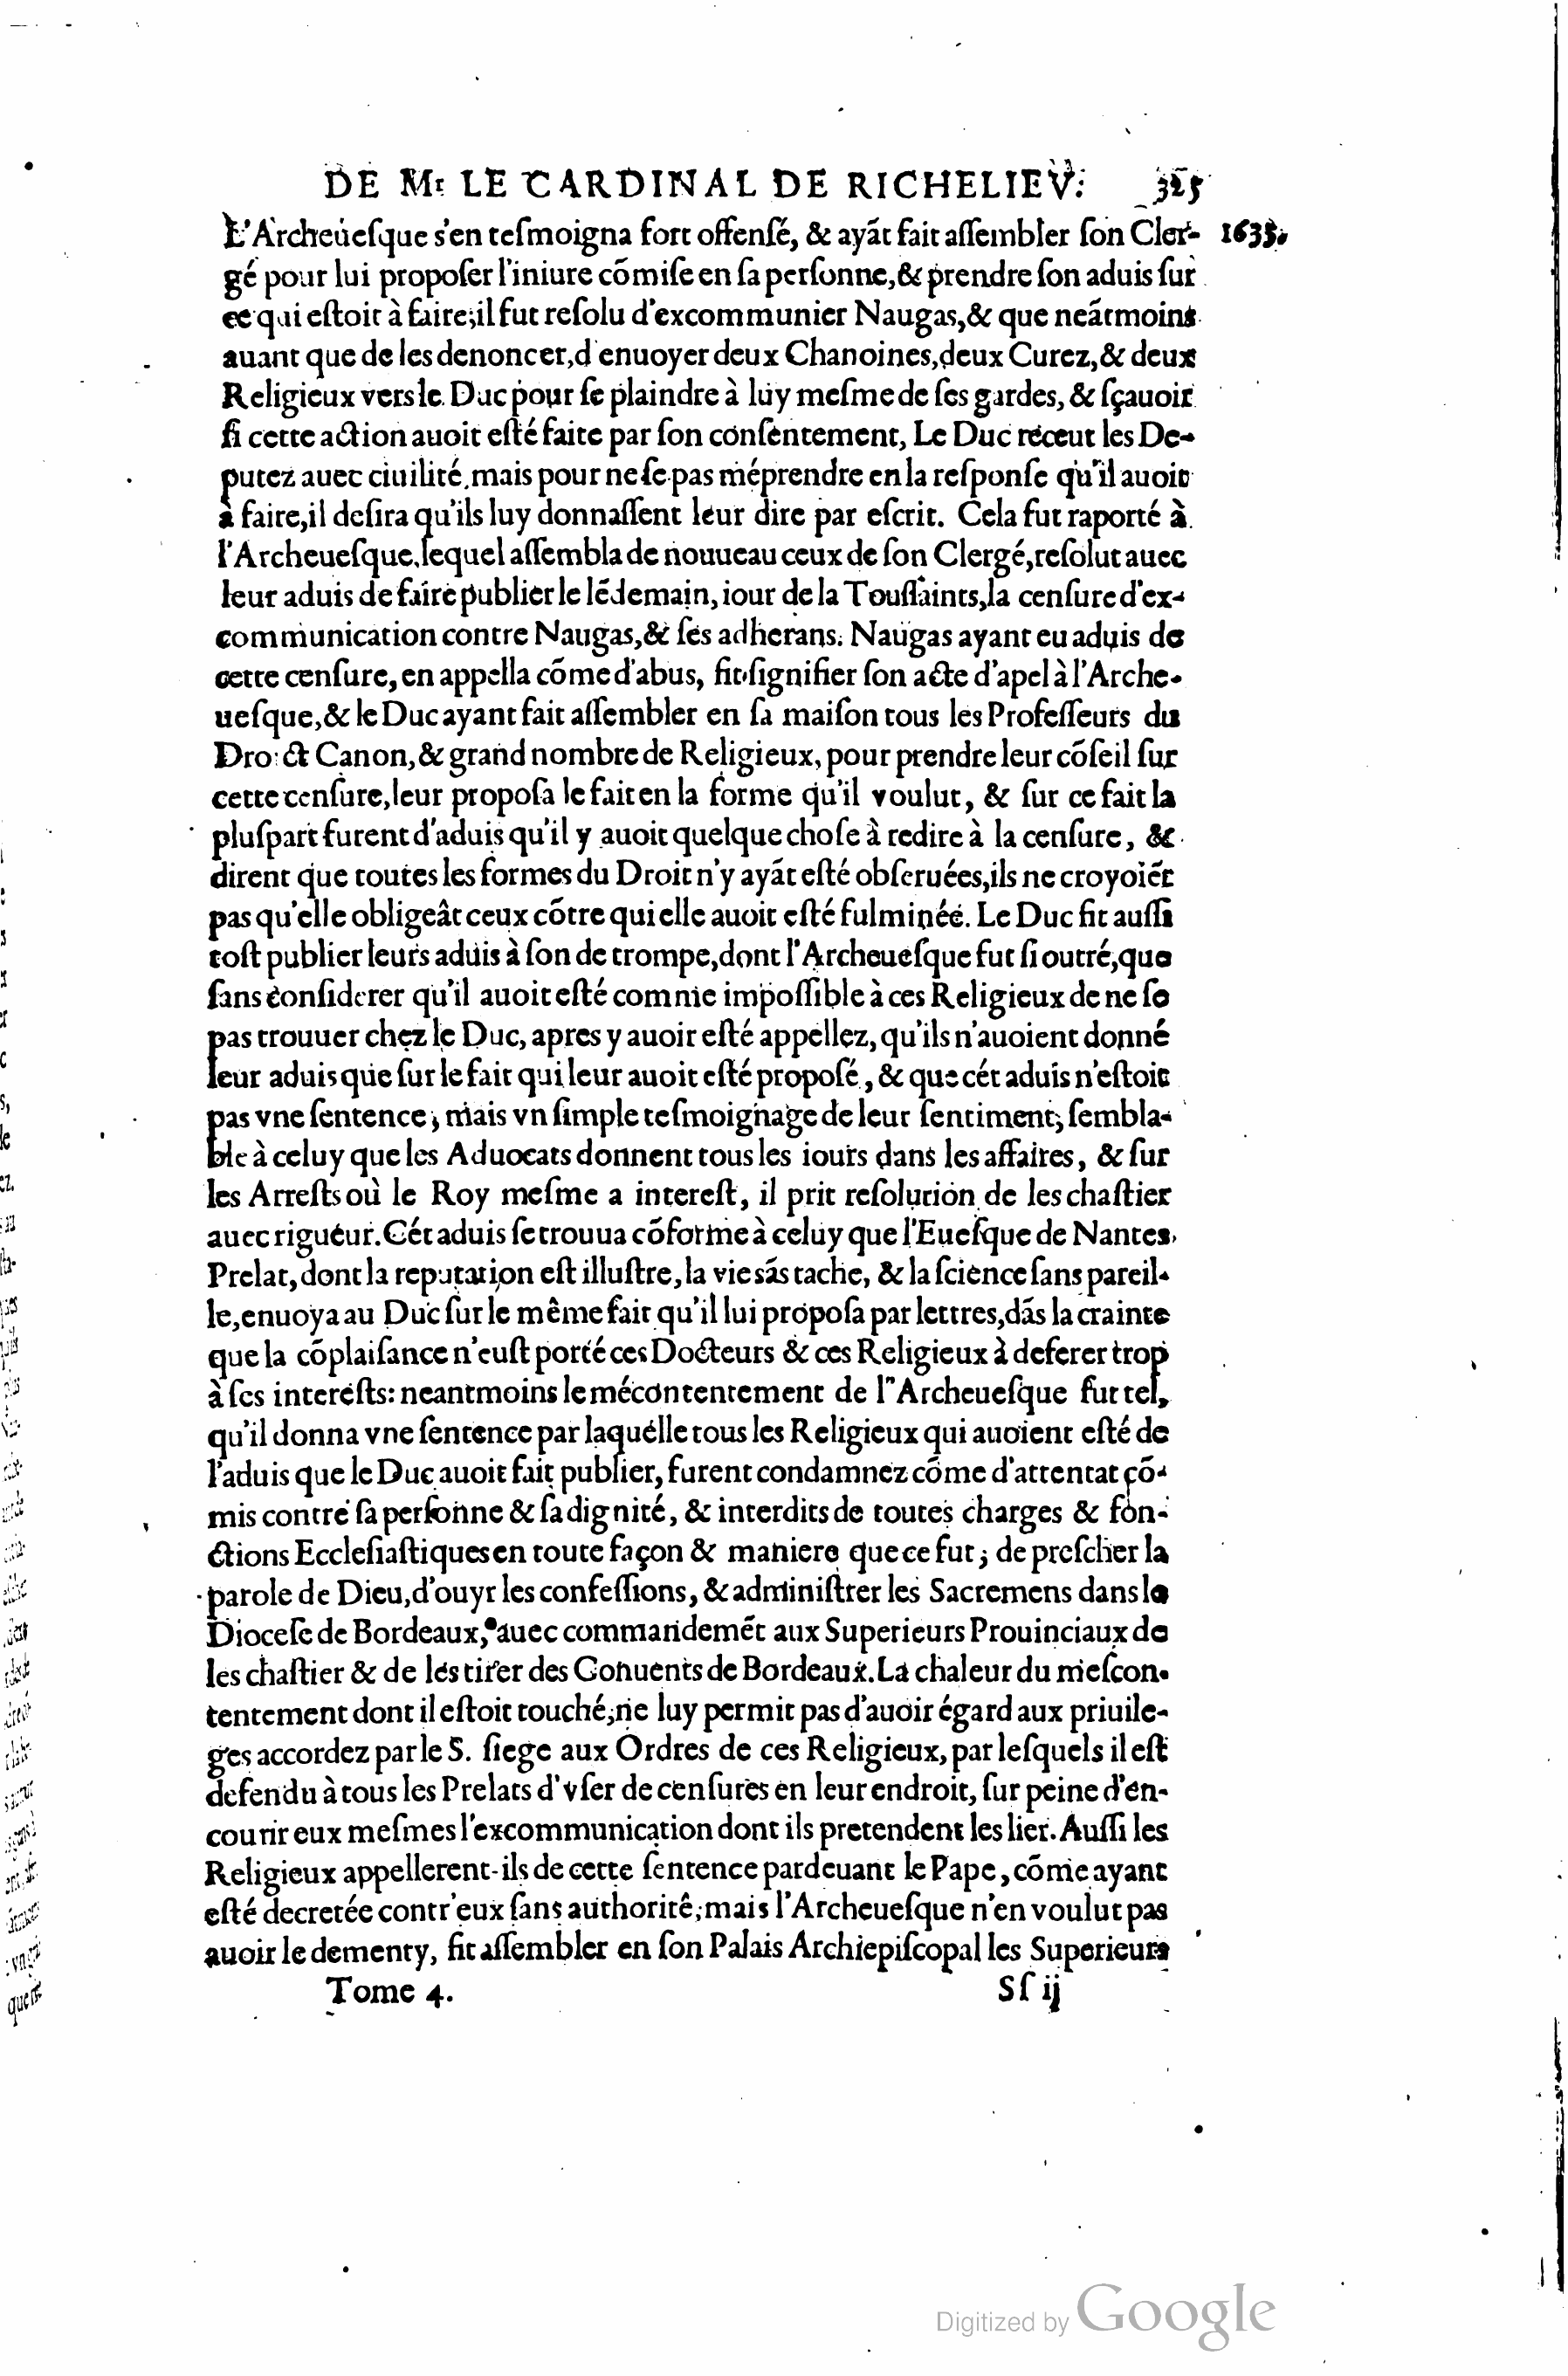 DE Mr LE CARDINAL DE RICHELIEV. 325
L'Archeueſque s'en teſmoigna fort offenſé, & ayãt fait aſſembler ſon Cler- 1635.
gé pour lui propoſer l'iniure cõmiſe en ſa perſonne, & prendre ſon aduis ſur
ce qui eſtoit à faire; il fut reſolu d'excommunier Naugas, & que neãtmoins
auant que de les denoncer, d'enuoyer deux Chanoines, deux Curez, & deux
Religieux vers le Duc pour ſe plaindre à luy meſme de ſes gardes, & ſçauoir
ſi cette action auoit eſté faite par ſon conſentement, Le Duc receut les De-
putez auec ciuilité, mais pour ne ſe pas méprendre en la reſponſe qu'il auoit
à faire, il deſira qu'ils luy donnaſſent leur dire par eſcrit. Cela fut raporté à
l'Archeueſque, lequel aſſembla de nouueau ceux de ſon Clergé, reſolut auec
leur aduis de faire publier le lẽdemain, iour de la Touſſaints, la cenſure d'ex-
communication contre Naugas, & ſes adherans. Naugas ayant eu aduis de
cette cenſure, en appella cõme d'abus, fit ſignifier ſon acte d'apel à l'Arche-
ueſque, & le Duc ayant fait aſſembler en ſa maiſon tous les Profeſſeurs du
Droict Canon, & grand nombre de Religieux, pour prendre leur cõſeil ſur
cette cenſure, leur propoſa le fait en la forme qu'il voulut, & ſur ce fait la
pluſpart furent d'aduis qu'il y auoit quelque choſe à redire à la cenſure, &
dirent que toutes les formes du Droit n'y ayãt eſté obſeruées, ils ne croyoiẽt
pas qu'elle obligeât ceux cõtre qui elle auoit eſté fulminée. Le Duc fit auſſi
toſt publier leurs aduis à ſon de trompe, dont l'Archeueſque fut ſi outré, que
ſans conſiderer qu'il auoit eſté comme impoſſible à ces Religieux de ne ſe
pas trouuer chez le Duc, apres y auoir eſté appellez, qu'ils n'auoient donné
leur aduis que ſur le fait qui leur auoit eſté propoſé, & que cét aduis n'eſtoit
pas vne ſentence; mais vn ſimple teſmoignage de leur ſentiment; ſembla-
ble à celuy que les Aduocats donnent tous les iours dans les affaires, & ſur
les Arreſts où le Roy meſme a intereſt, il prit reſolution de les chaſtier
auec rigueur. Cét aduis ſe trouua cõforme à celuy que l'Eueſque de Nantes,
Prelat, dont la reputation eſt illuſtre, la vie sãs tache, & la ſcience ſans pareil-
le, enuoya au Duc ſur le même fait qu'il lui propoſa par lettres, dãs la crainte
que la cõplaiſance n'euſt porté ces Docteurs & ces Religieux à deferer trop
à ſes intereſts: neantmoins le mécontentement de l"Archeueſque fut tel,
qu'il donna vne ſentence par laquelle tous les Religieux qui auoient eſté de
l'aduis que le Duc auoit fait publier, furent condamnez cõme d'attentat cõ-
mis contre ſa perſonne & ſa dignité, & interdits de toutes charges & fon-
ctions Eccleſiaſtiques en toute façon & maniere que ce fut; de preſcher la
parole de Dieu, d'ouyr les confeſſions, & adminiſtrer les Sacremens dans le
Dioceſe de Bordeaux, auec commandemẽt aux Superieurs Prouinciaux de
les chaſtier & de les tirer des Conuents de Bordeaux. La chaleur du meſcon-
tentement dont il eſtoit touché, ne luy permit pas d'auoir égard aux priuile-
ges accordez par le S. ſiege aux Ordres de ces Religieux, par leſquels il eſt
defendu à tous les Prelats d'vſer de cenſures en leur endroit, ſur peine d'en-
courir eux meſmes l'excommunication dont ils pretendent les lier. Auſſi les
Religieux appellerent-ils de cette ſentence pardeuant le Pape, cõme ayant
eſté decretée contr'eux ſans authorité; mais l'Archeueſque n'en voulut pas
auoir le dementy, fit aſſembler en ſon Palais Archiepiſcopal les Superieurs
Tome 4. Sſ ij
Digitized by Google